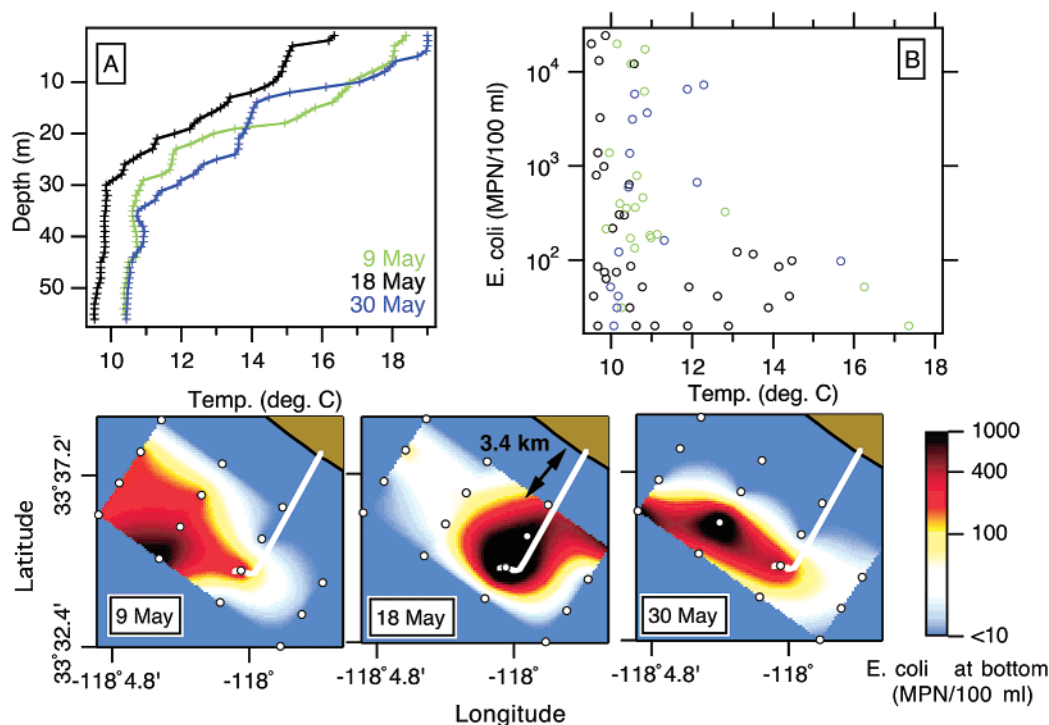 A
10
20
30
40
50
Depth (m)
9 May
18 May
30 May
10 12 14 16 18
Temp. (deg. C)
B
10⁴
10³
10²
E. coli (MPN/100 ml)
10 12 14 16 18
Temp. (deg. C)
33°37.2'
33°32.4'
Latitude
9 May
3.4 km
18 May
30 May
-118°4.8' -118°
-118°4.8' -118°
-118°4.8' -118°
Longitude
1000
400
100
<10
E. coli at bottom
(MPN/100 ml)